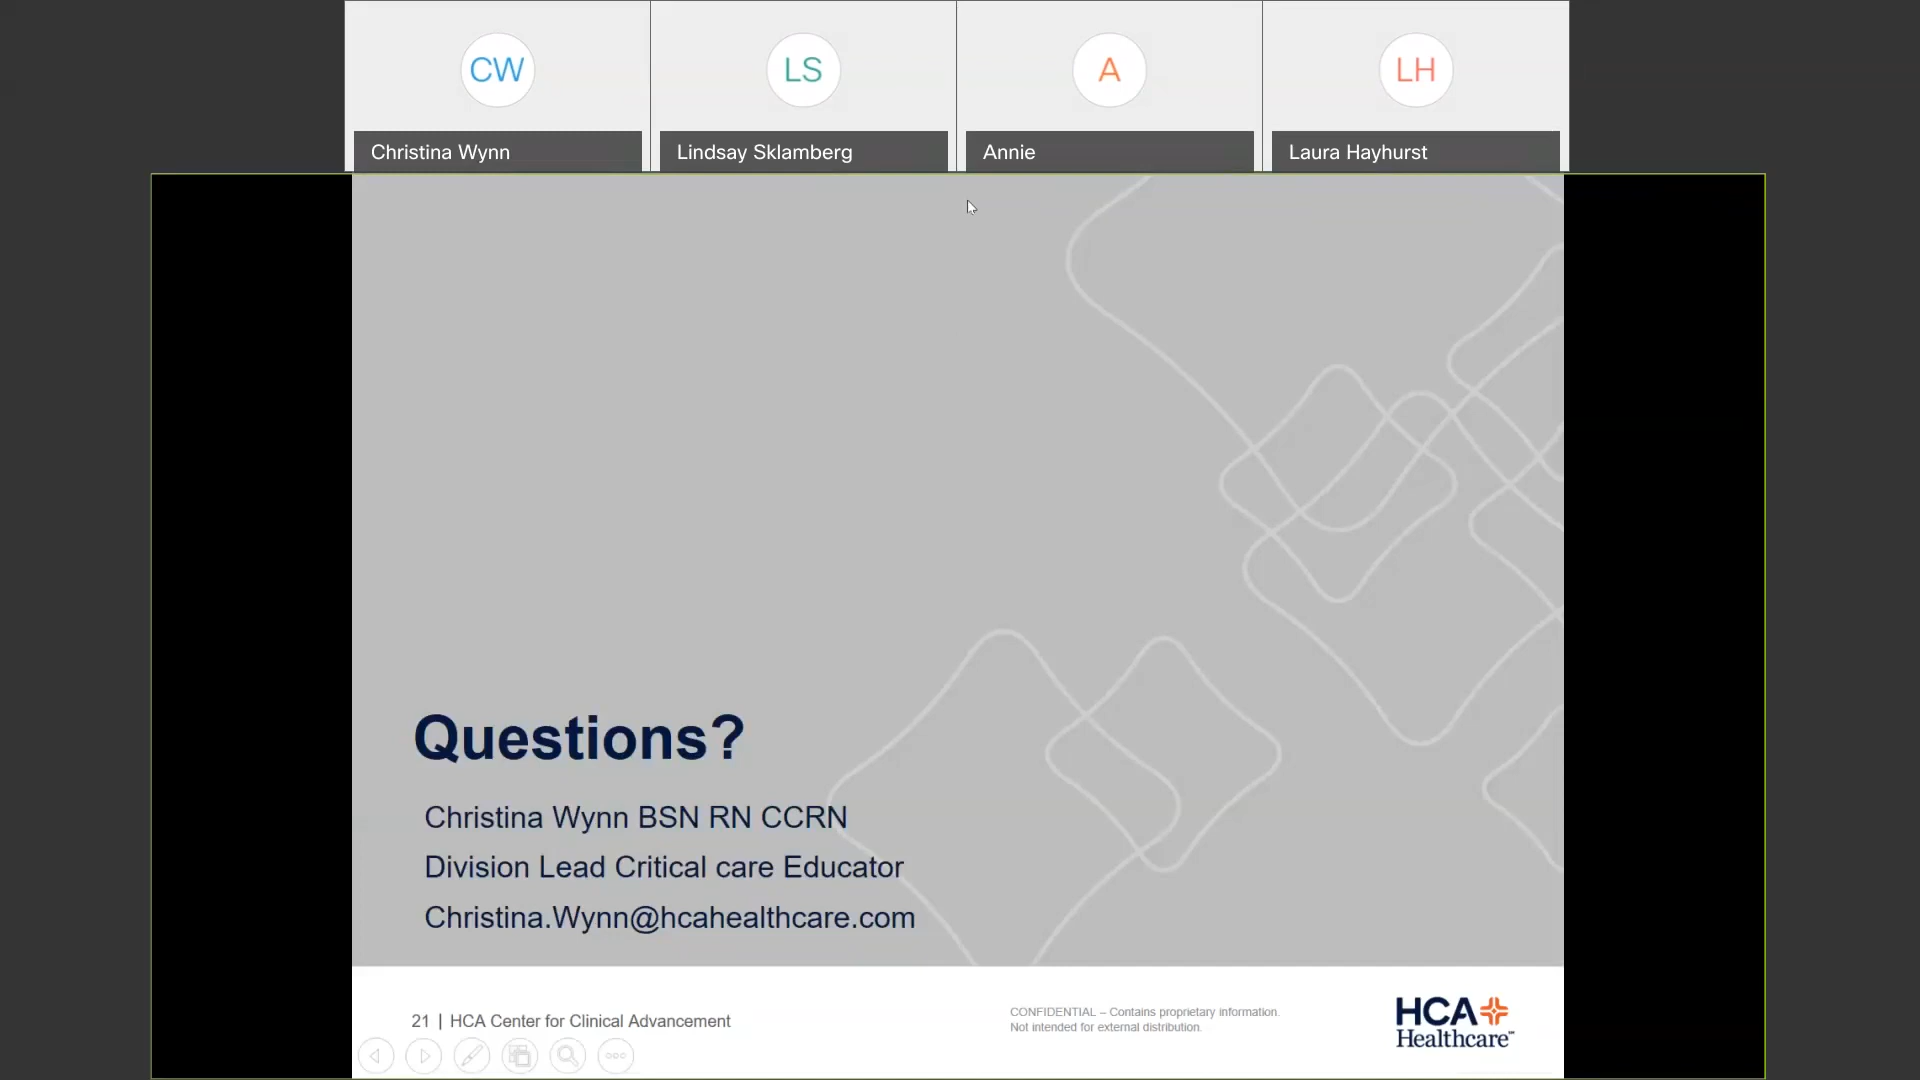 CW
LS
A
LH
Christina Wynn
Lindsay Sklamberg
Annie
Laura Hayhurst
Questions?
Christina Wynn BSN RN CCRN
Division Lead Critical care Educator
Christina.Wynn@hcahealthcare.com
21 | HCA Center for Clinical Advancement
CONFIDENTIAL – Contains proprietary information.
Not intended for external distribution.
HCA
Healthcare™